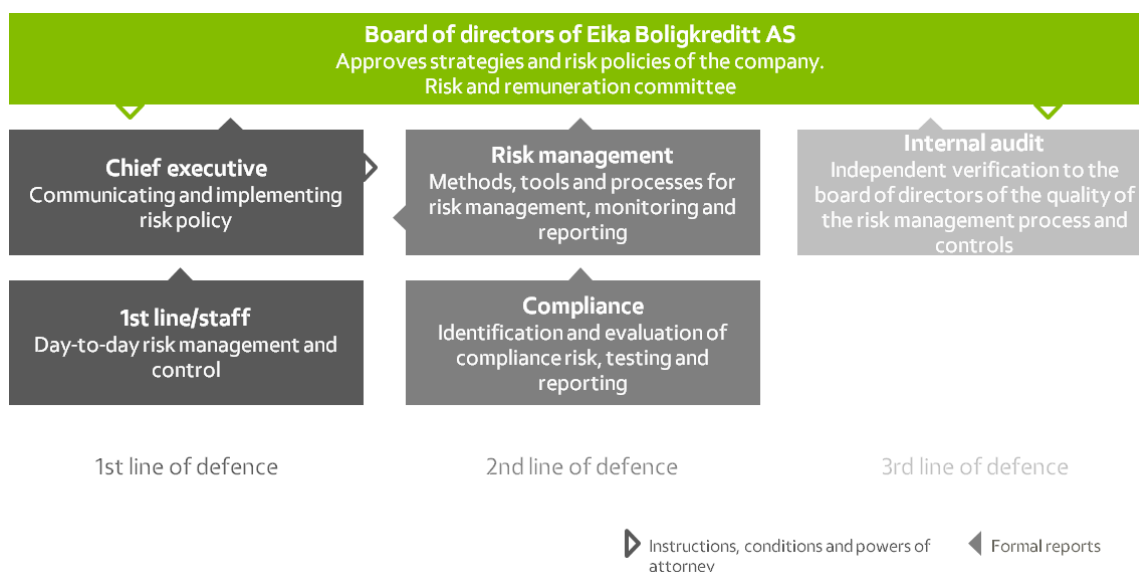 Board of directors of Eika Boligkreditt AS
Approves strategies and risk policies of the company.
Risk and remuneration committee
Chief executive
Communicating and implementing
risk policy
Risk management
Methods, tools and processes for
risk management, monitoring and
reporting
Internal audit
Independent verification to the
board of directors of the quality of
the risk management process and
controls
1st line/staff
Day-to-day risk management and
control
Compliance
Identification and evaluation of
compliance risk, testing and
reporting
1st line of defence
2nd line of defence
3rd line of defence
Instructions, conditions and powers of
attorney
Formal reports